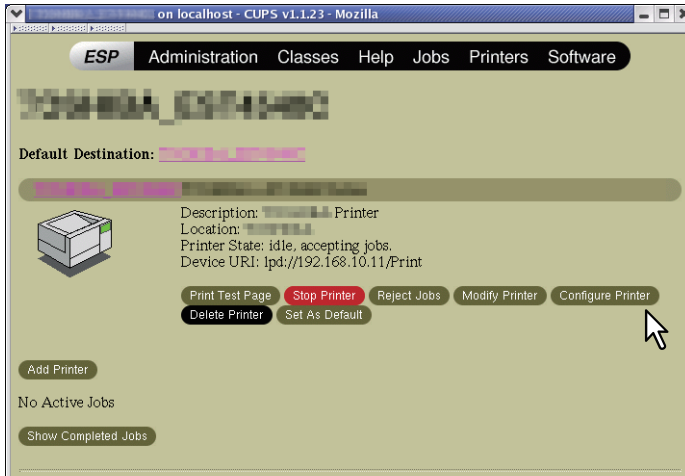 on localhost - CUPS v1.1.23 - Mozilla
ESP Administration Classes Help Jobs Printers Software
Default Destination:
Description: Printer
Location:
Printer State: idle, accepting jobs.
Device URI: lpd://192.168.10.11/Print
Print Test Page Stop Printer Reject Jobs Modify Printer Configure Printer
Delete Printer Set As Default
Add Printer
No Active Jobs
Show Completed Jobs